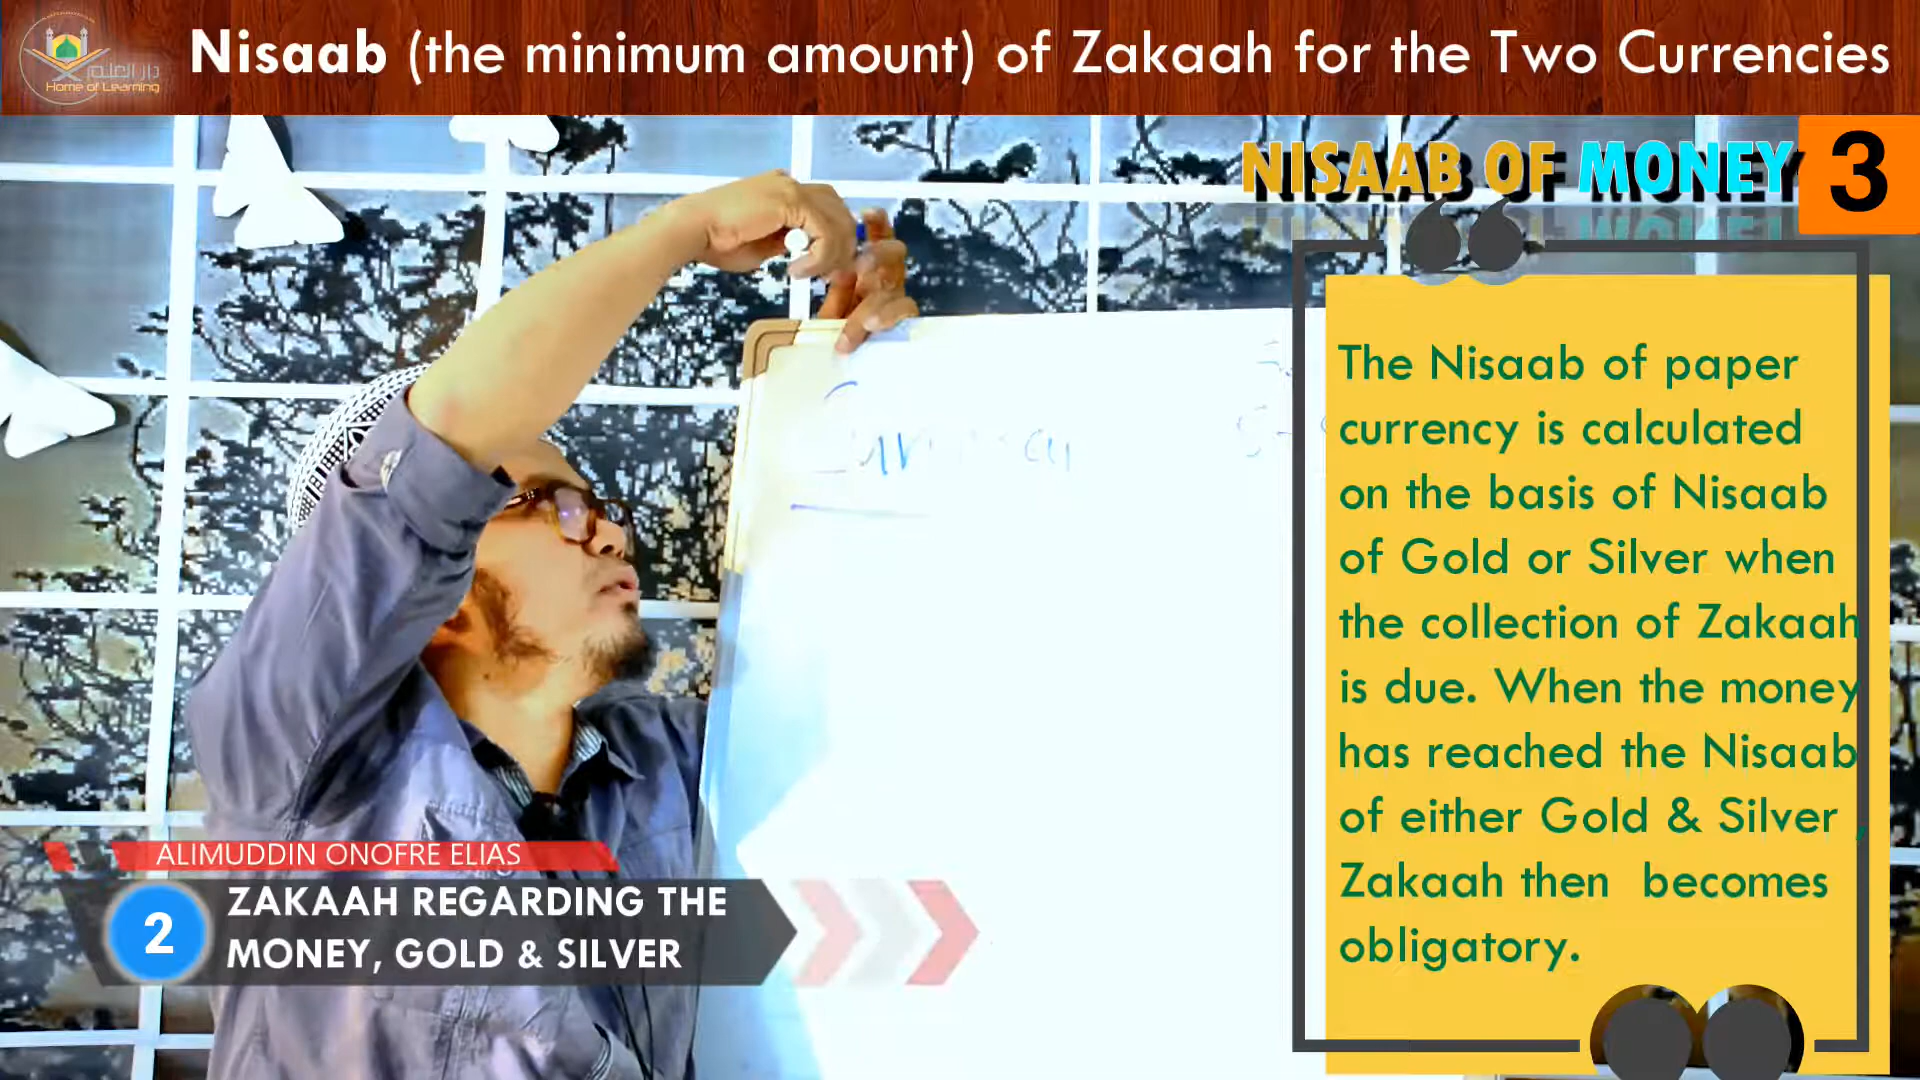 دار العلم
Home of Learning
Nisaab (the minimum amount) of Zakaah for the Two Currencies
NISAAB OF MONEY
3
The Nisaab of paper
currency is calculated
on the basis of Nisaab
of Gold or Silver when
the collection of Zakaah
is due. When the money
has reached the Nisaab
of either Gold & Silver ,
Zakaah then becomes
obligatory.
ALIMUDDIN ONOFRE ELIAS
2
ZAKAAH REGARDING THE
MONEY, GOLD & SILVER